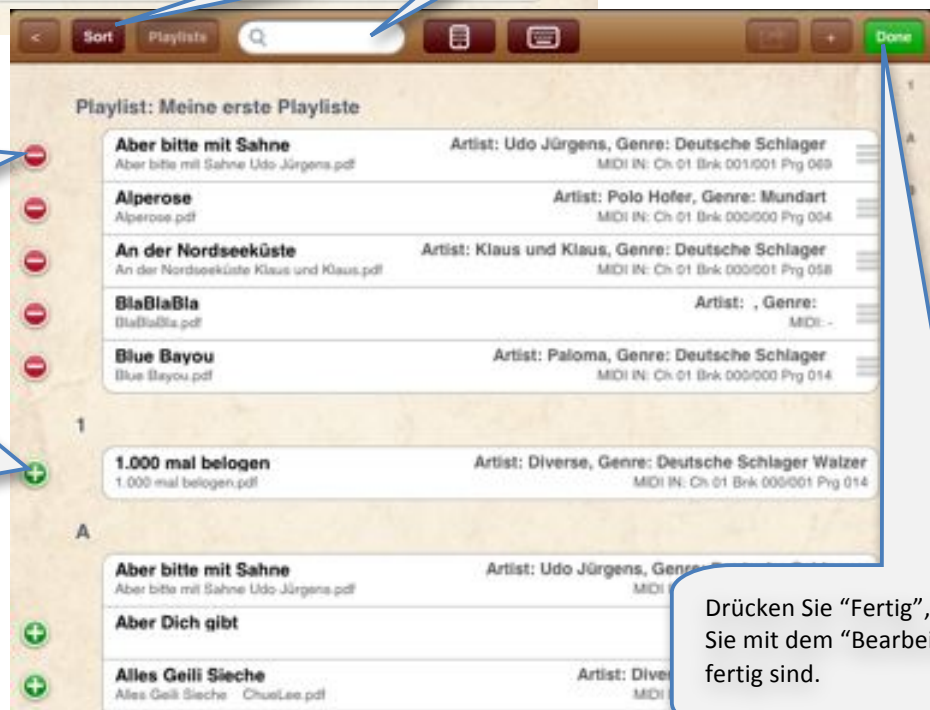 < Sort Playlists + Done
Playlist: Meine erste Playliste
1
A
Aber bitte mit Sahne Artist: Udo Jürgens, Genre: Deutsche Schlager
Aber bitte mit Sahne Udo Jürgens.pdf MIDI IN: Ch 01 Bnk 001/001 Prg 069
Alperose Artist: Polo Hofer, Genre: Mundart
Alperose.pdf MIDI IN: Ch 01 Bnk 000/000 Prg 004
An der Nordseeküste Artist: Klaus und Klaus, Genre: Deutsche Schlager
An der Nordseeküste Klaus und Klaus.pdf MIDI IN: Ch 01 Bnk 000/001 Prg 058
BlaBlaBla Artist: , Genre:
BlaBlaBla.pdf MIDI: -
Blue Bayou Artist: Paloma, Genre: Deutsche Schlager
Blue Bayou.pdf MIDI IN: Ch 01 Bnk 000/000 Prg 014
1
1.000 mal belogen Artist: Diverse, Genre: Deutsche Schlager Walzer
1.000 mal belogen.pdf MIDI IN: Ch 01 Bnk 000/001 Prg 014
A
Aber bitte mit Sahne Artist: Udo Jürgens, Genre:
Aber bitte mit Sahne Udo Jürgens.pdf MIDI
Aber Dich gibt
Alles Geili Sieche Artist: Diver
Alles Geili Sieche ChueLee.pdf MIDI
Drücken Sie “Fertig”,
Sie mit dem “Bearbei
fertig sind.